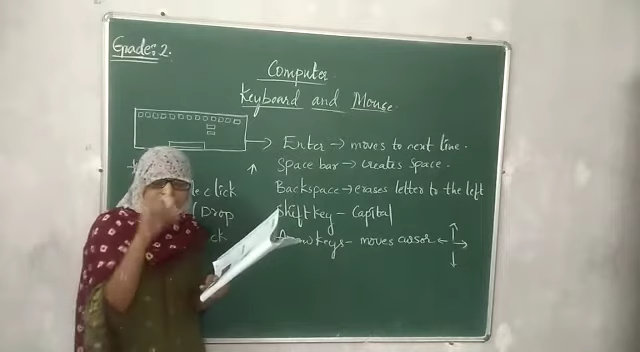 Grade: 2.
Computer.
Keyboard and Mouse.
Enter → moves to next line.
Space bar → creates space.
Backspace → erases letter to the left
Shift key - Capital
Arrow keys - moves cursor ← ↑ → ↓
click
Drop